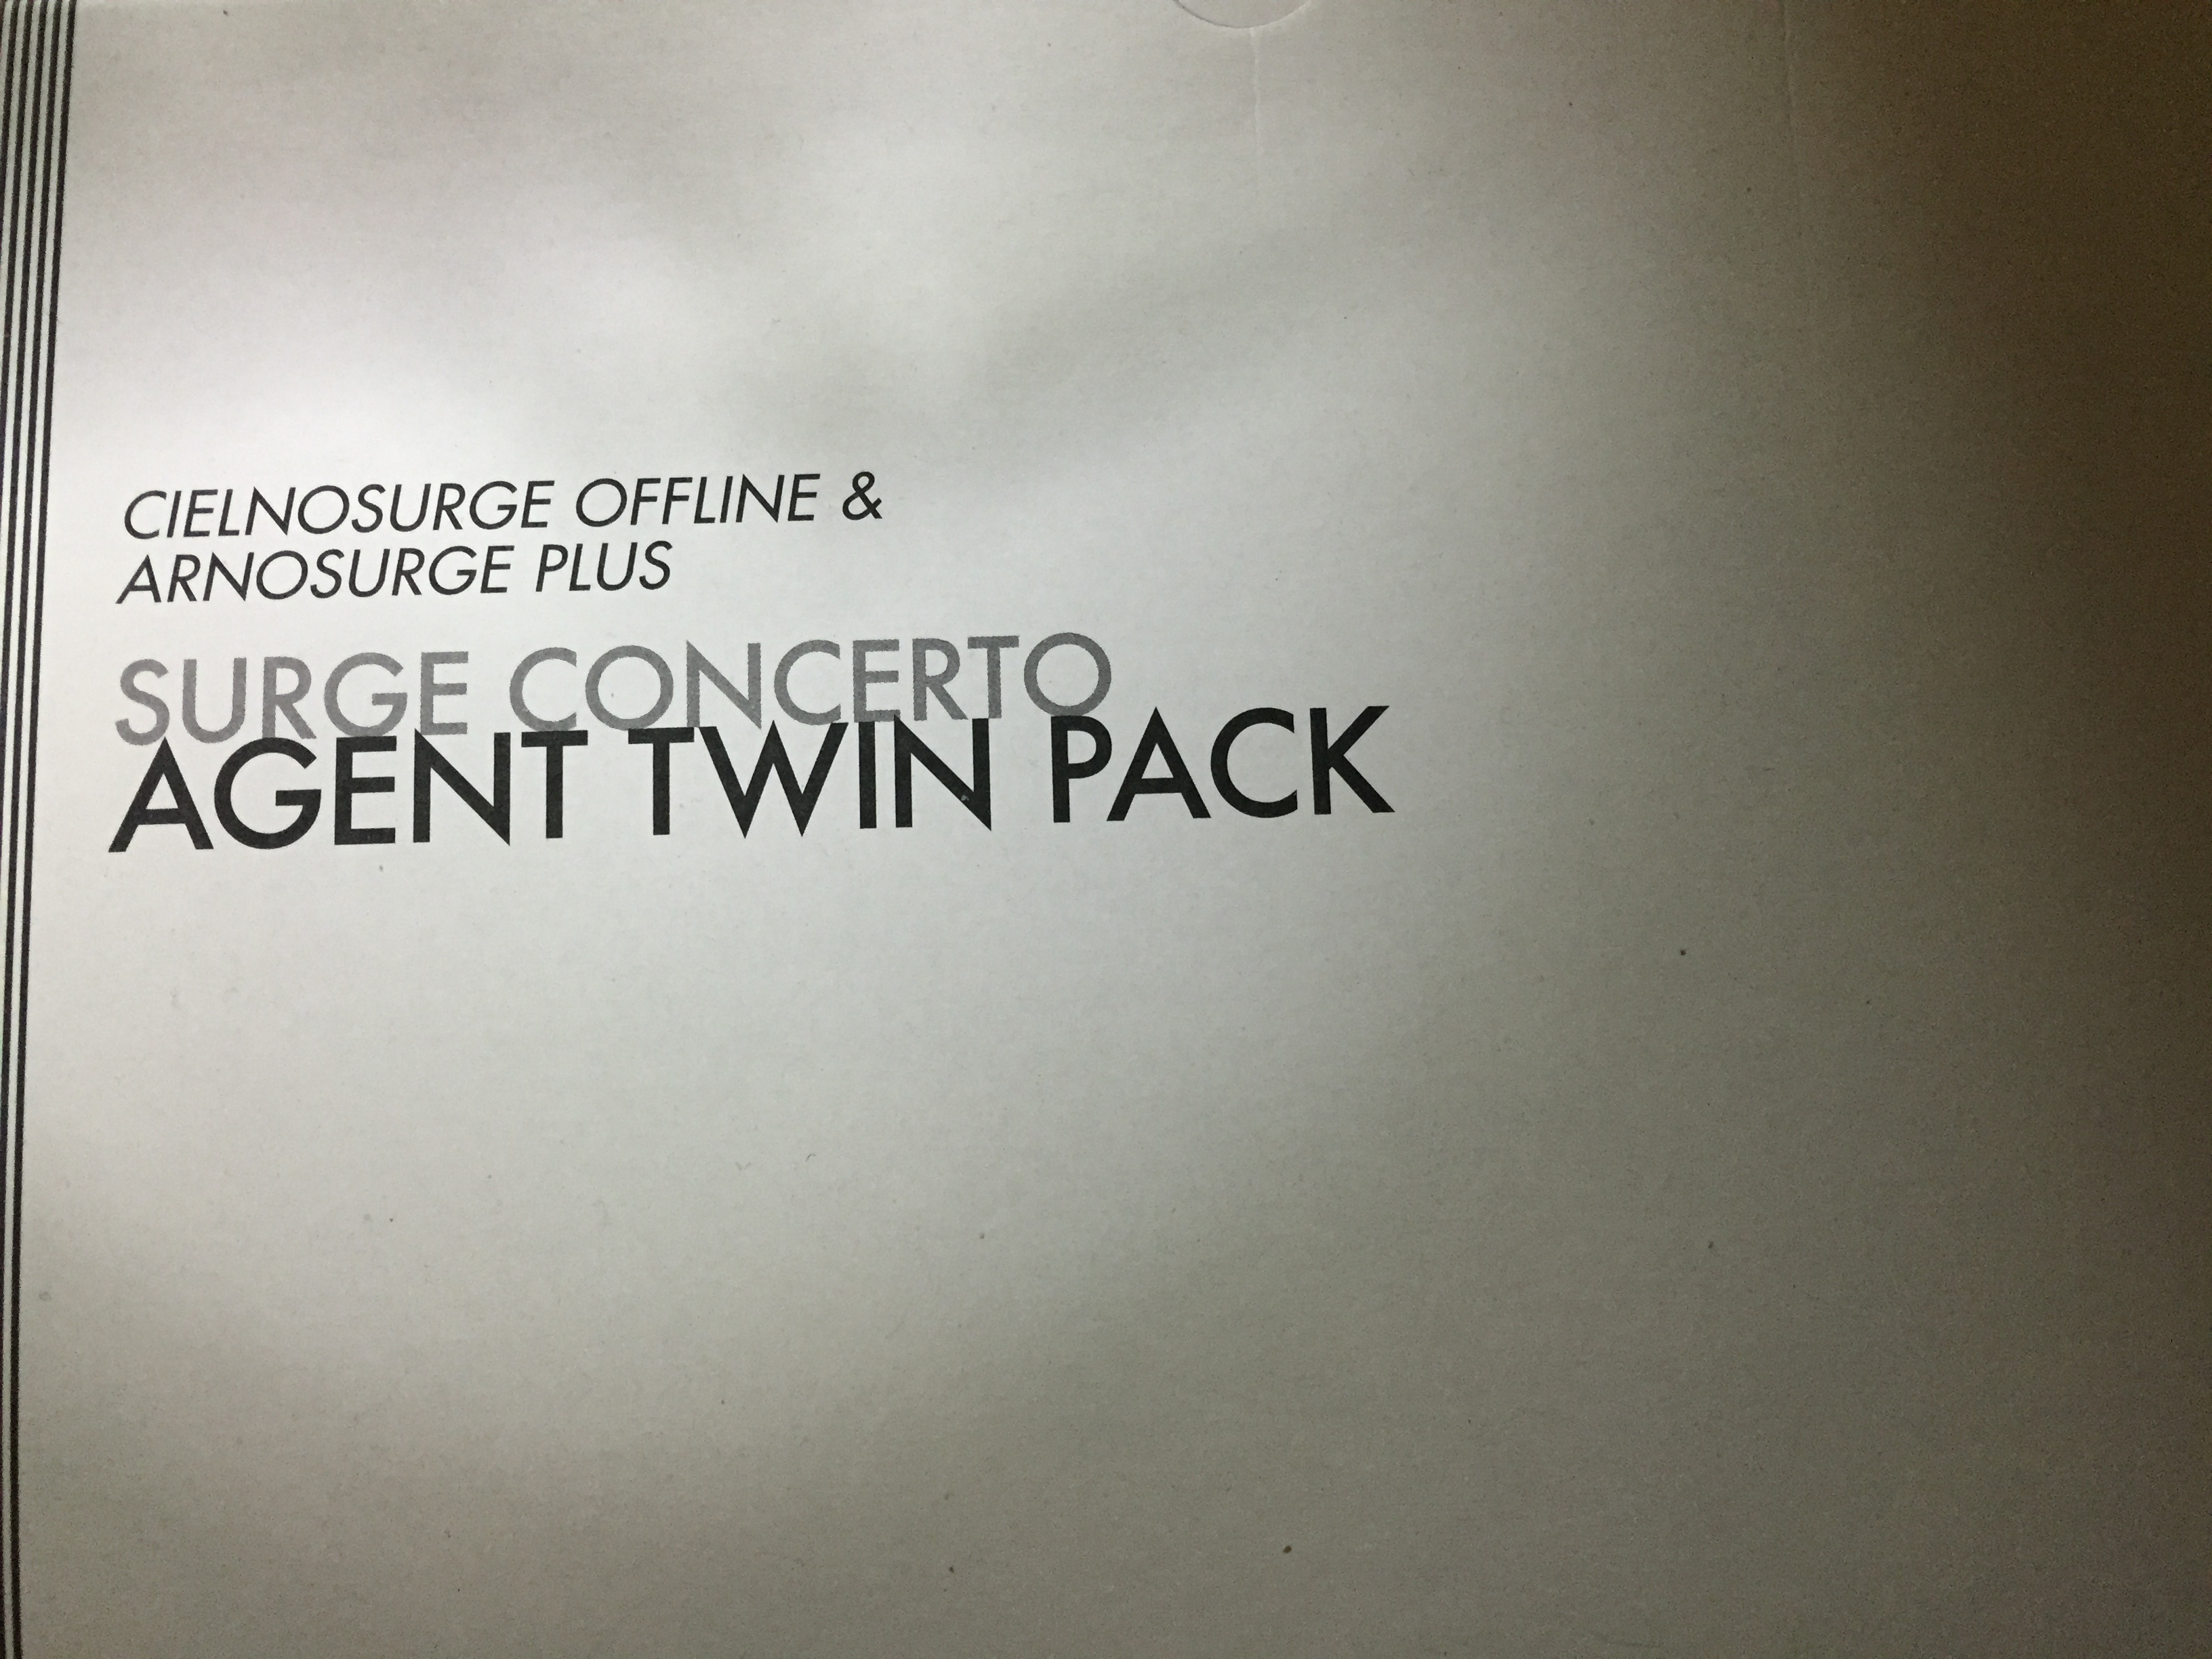 CIELNOSURGE OFFLINE &
ARNOSURGE PLUS
SURGE CONCERTO
AGENT TWIN PACK